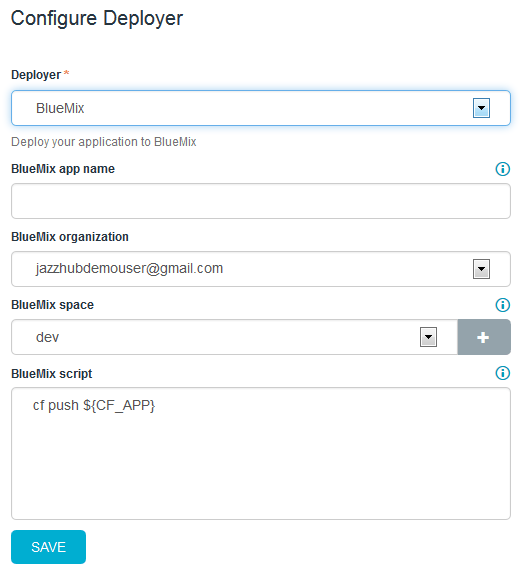 Configure Deployer
Deployer *
BlueMix
Deploy your application to BlueMix
BlueMix app name
BlueMix organization
jazzhubdemouser@gmail.com
BlueMix space
dev
BlueMix script
cf push ${CF_APP}
SAVE